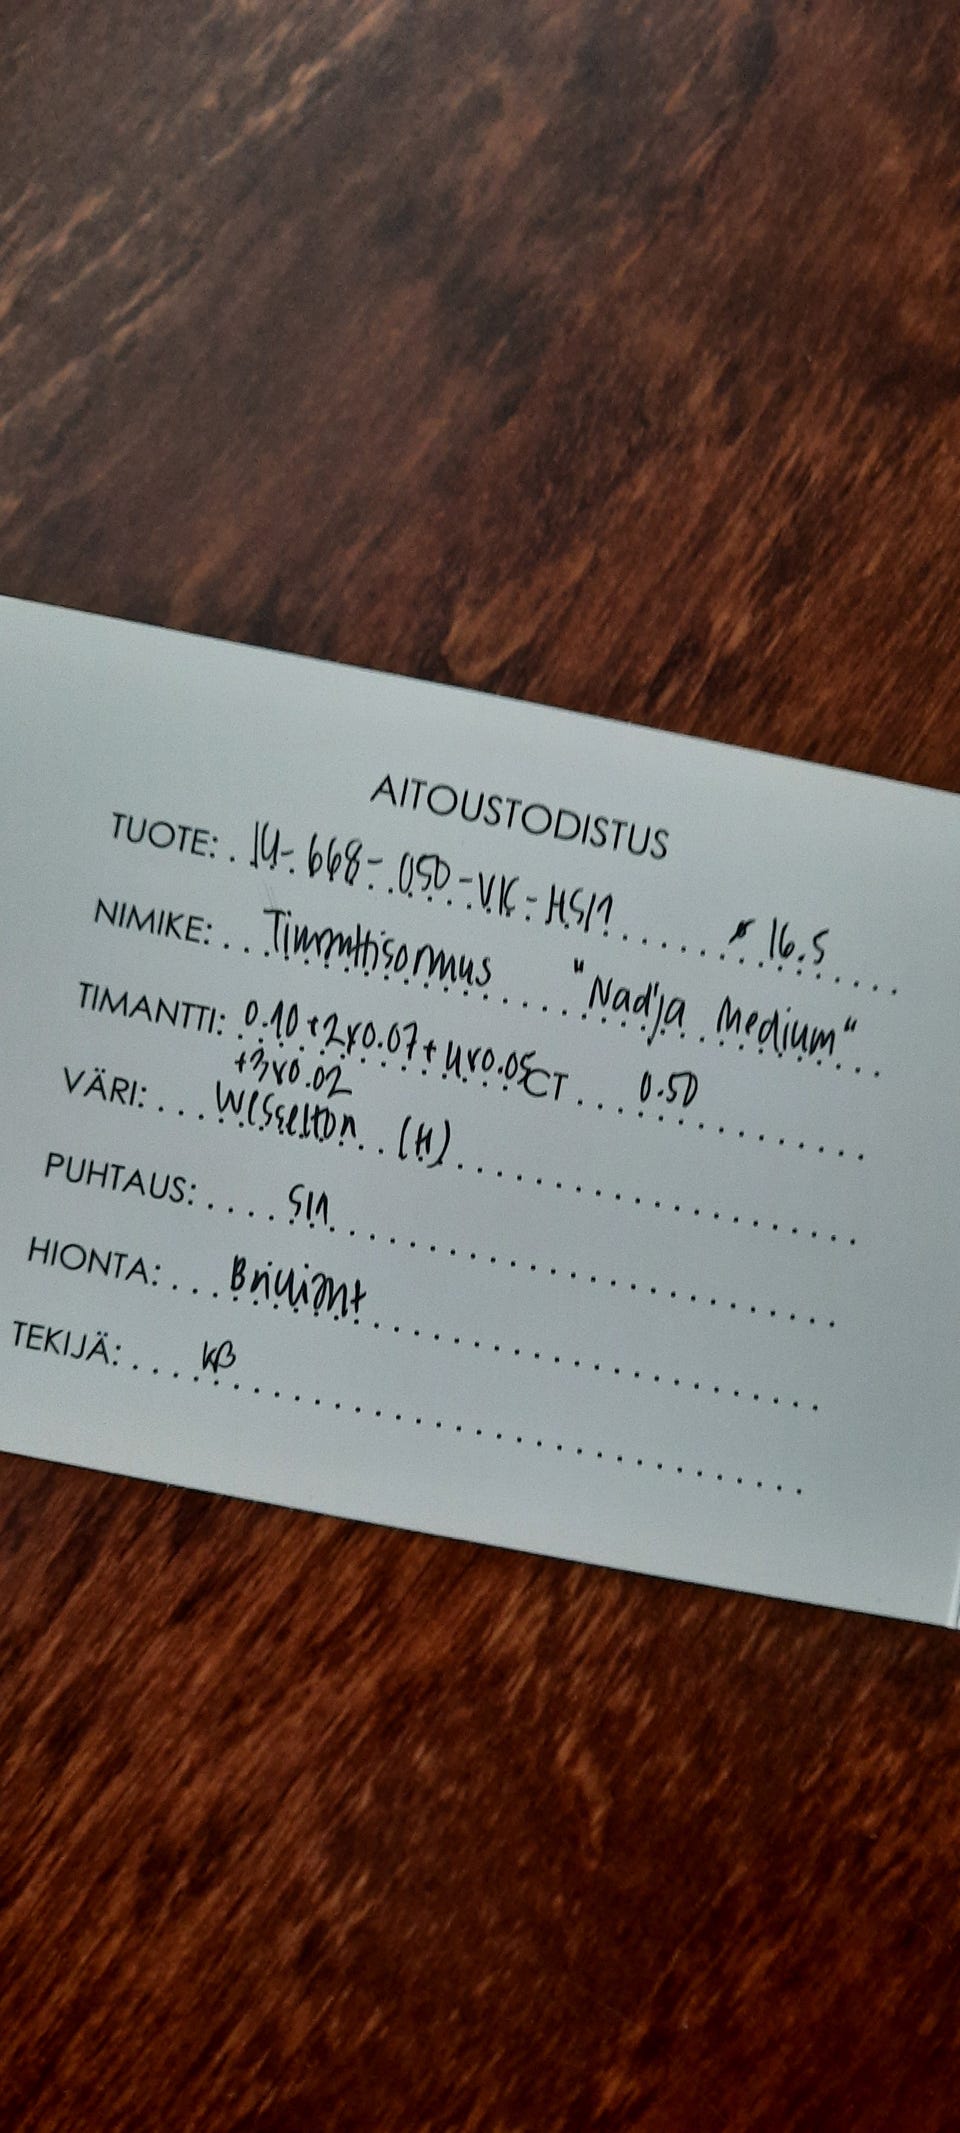 AITOUSTODISTUS
TUOTE: 14-668-050-VK-HSI1 ø 16.5
NIMIKE: Timanttisormus "Nadja Medium"
TIMANTTI: 0.10+2x0.07+4x0.05 CT 0.50
+3x0.02
VÄRI: Wesselton (H)
PUHTAUS: SI1
HIONTA: Briljant
TEKIJÄ: KB